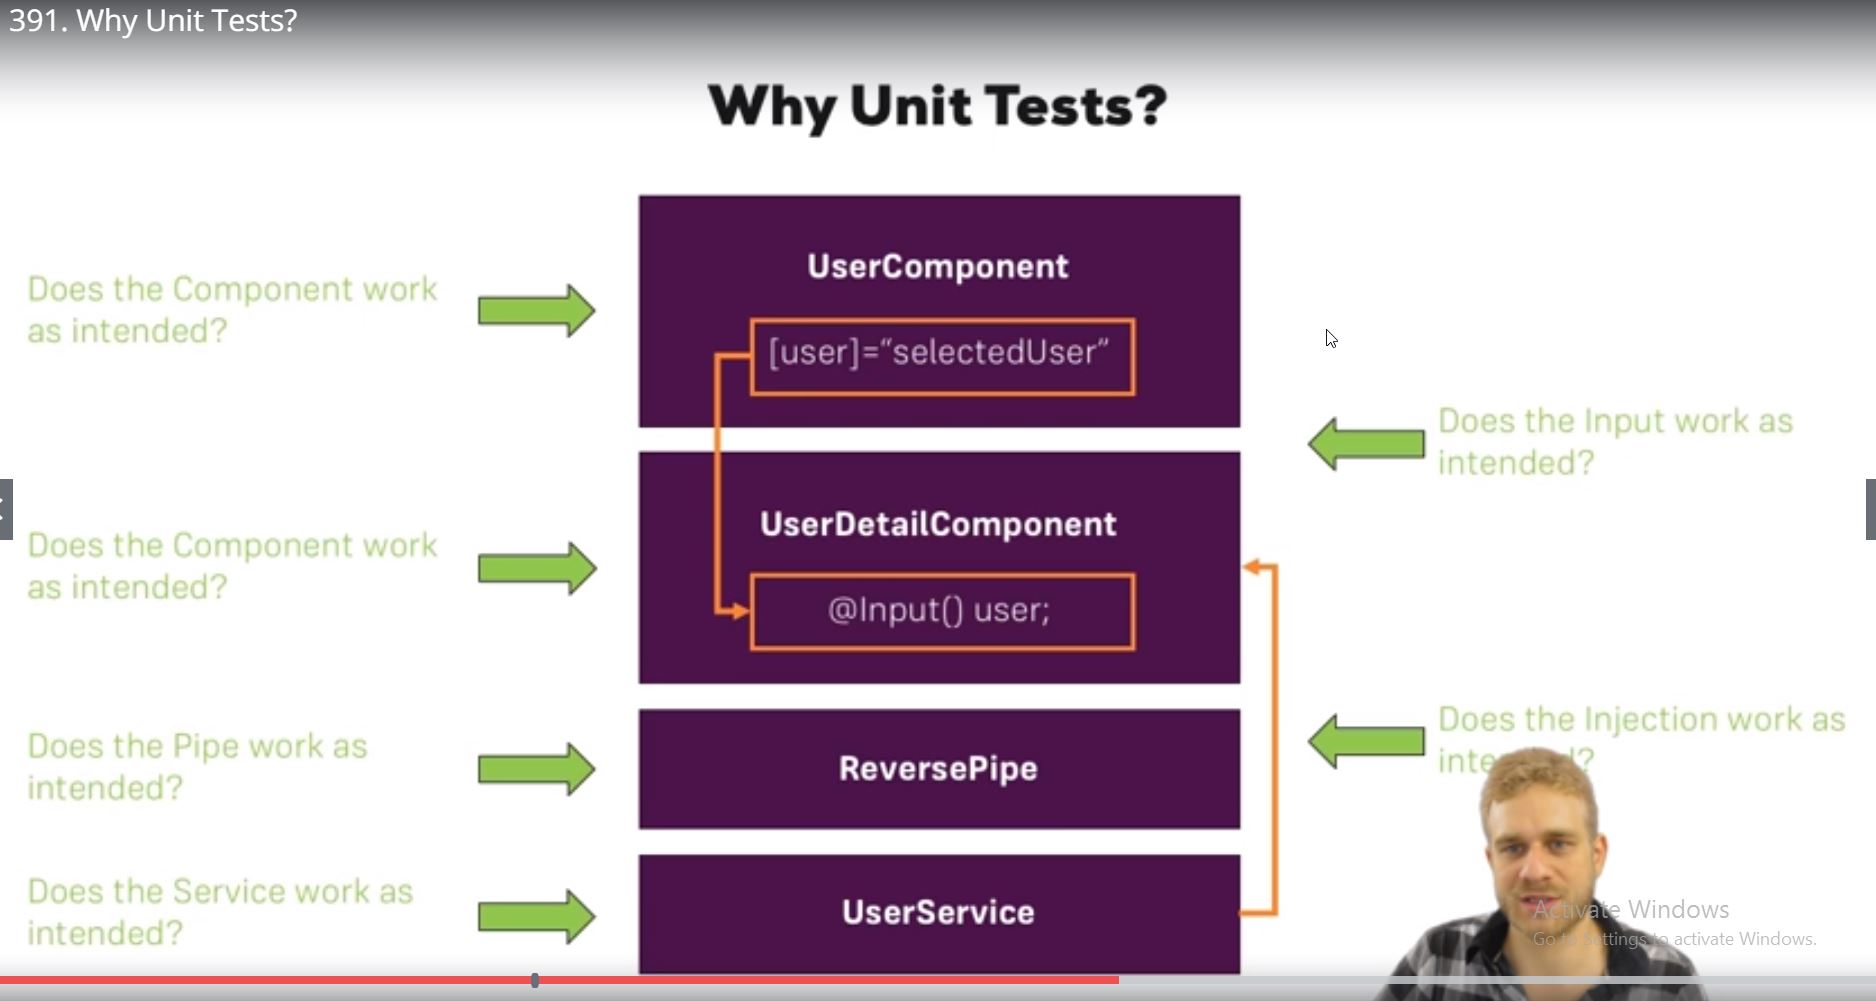 391. Why Unit Tests?
Why Unit Tests?
Does the Component work
as intended?
UserComponent
[user]=“selectedUser”
Does the Input work as
intended?
Does the Component work
as intended?
UserDetailComponent
@Input() user;
Does the Pipe work as
intended?
ReversePipe
Does the Injection work as
Does the Service work as
intended?
UserService
Activate Windows
Go to Settings to activate Windows.